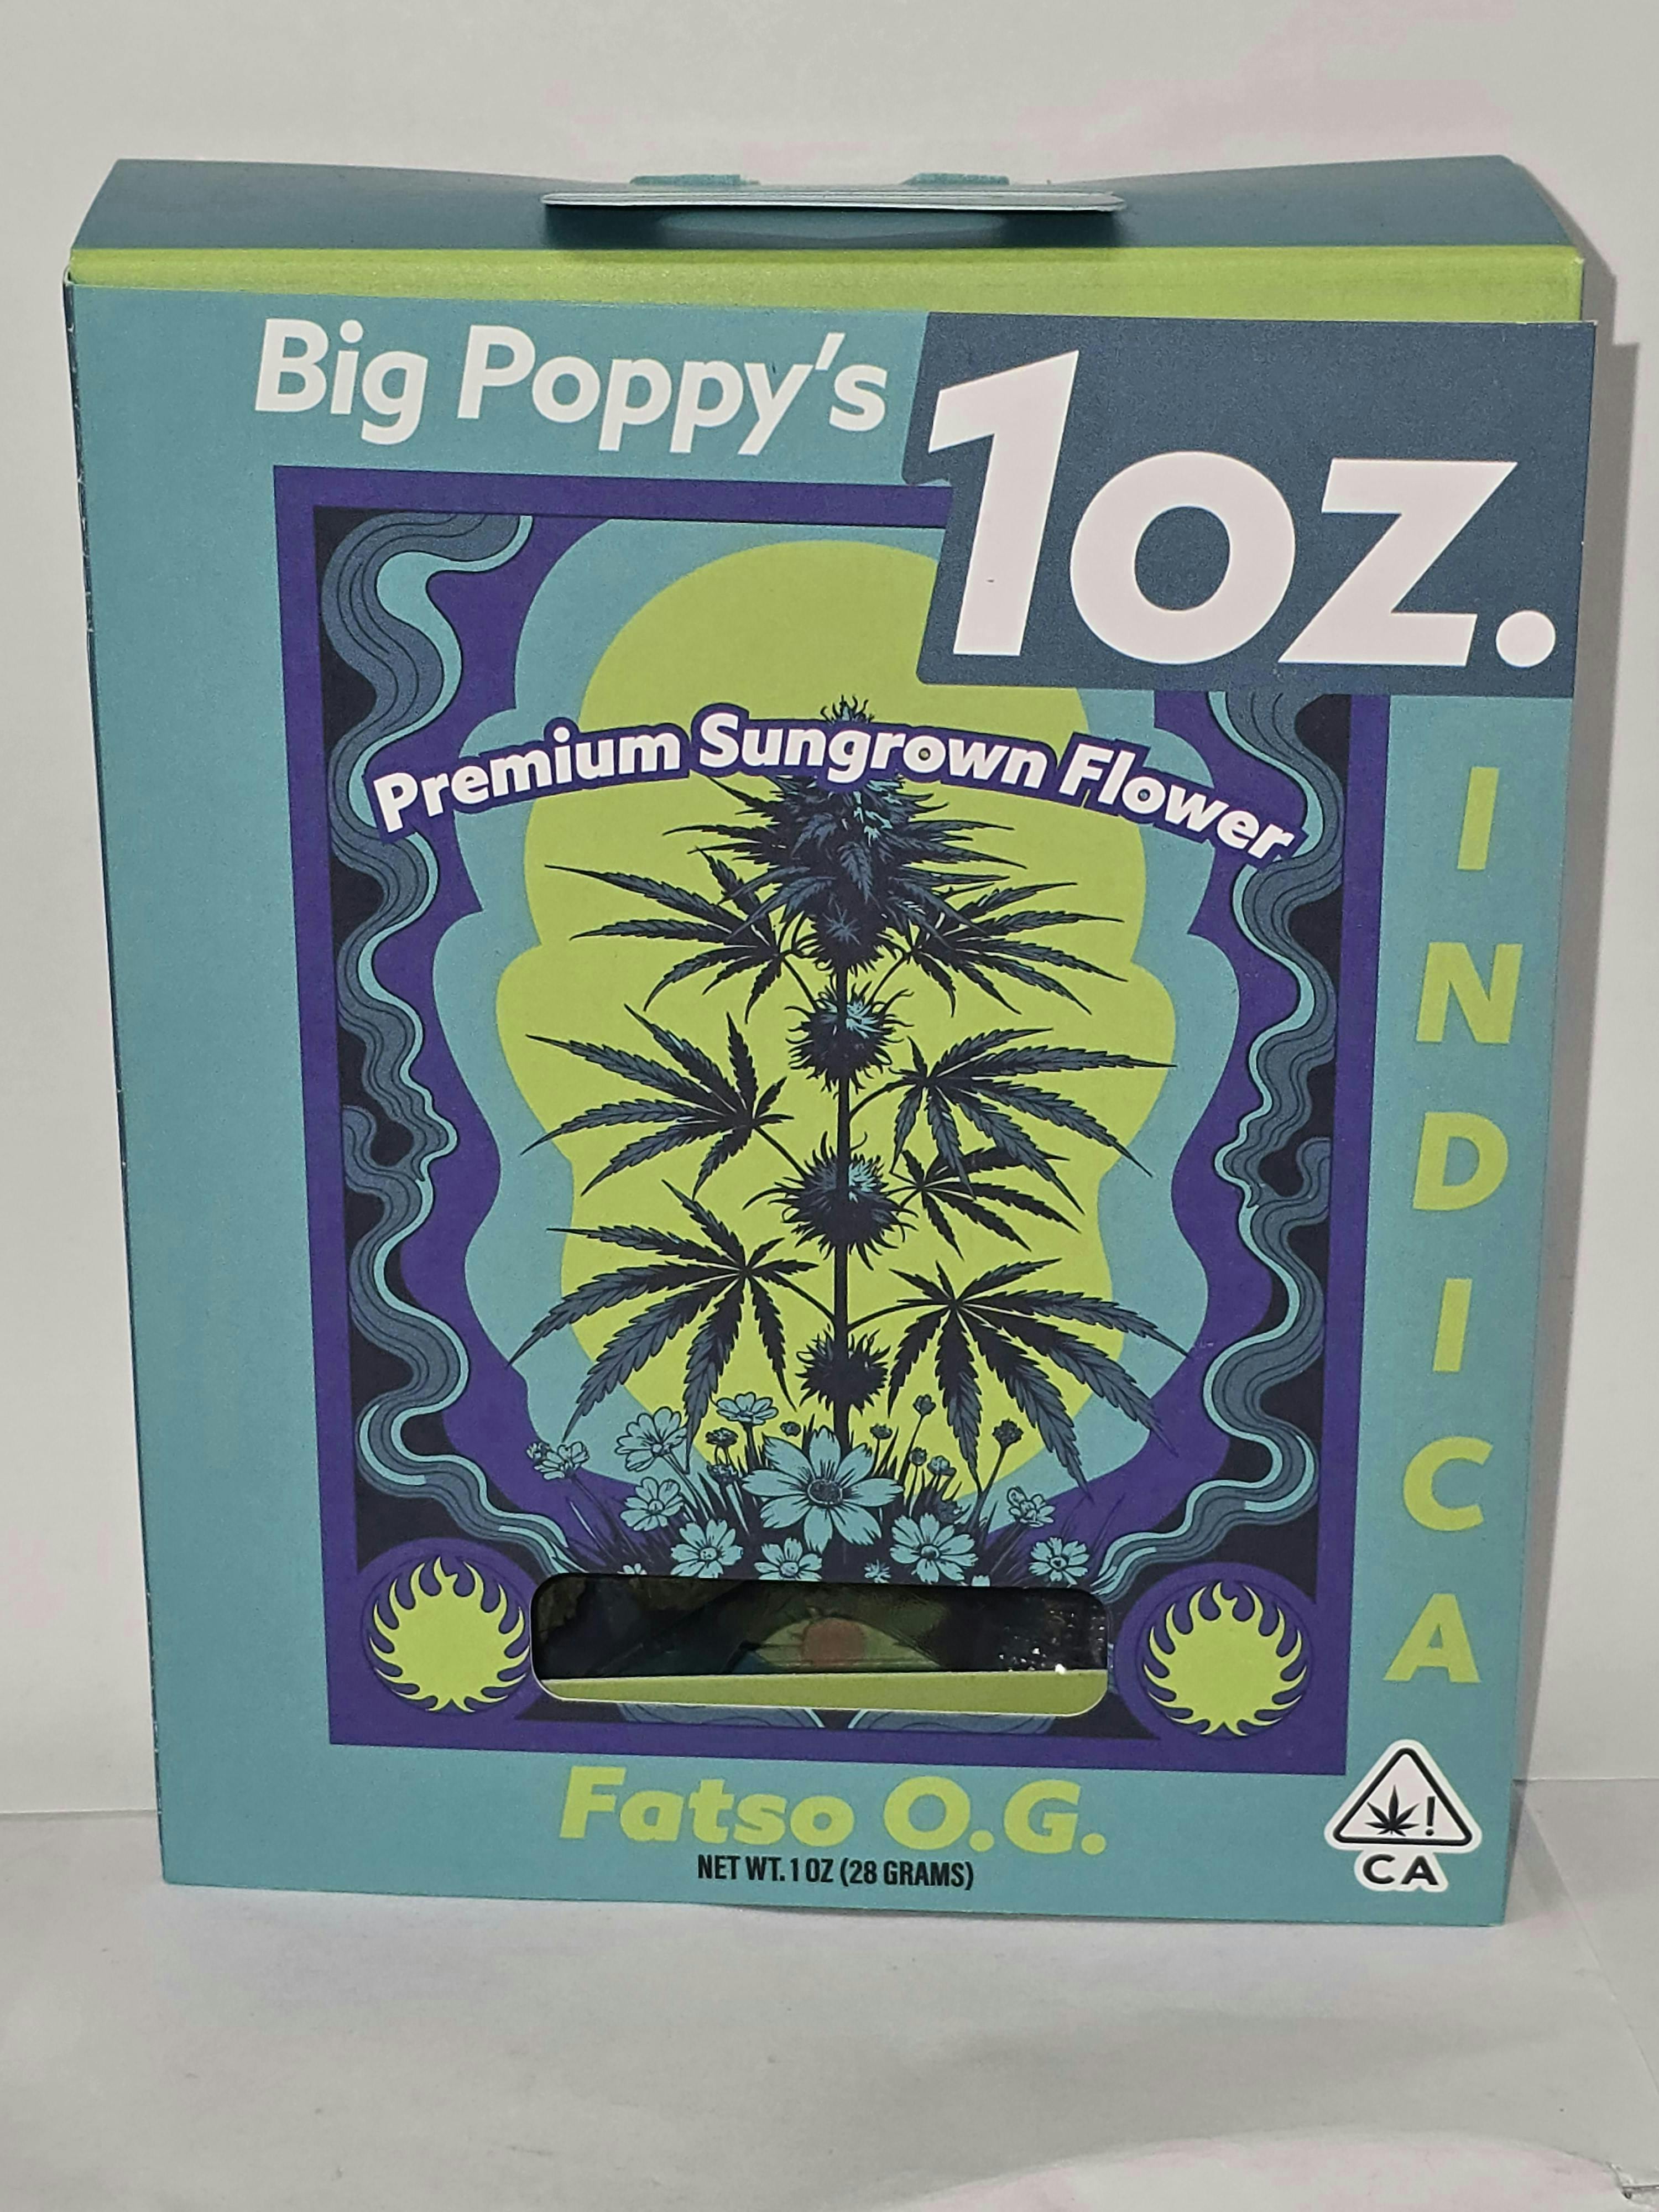 Big Poppy's
1oz.
Premium Sungrown Flower
INDICA
Fatso O.G.
NET WT. 1 OZ (28 GRAMS)
!
CA